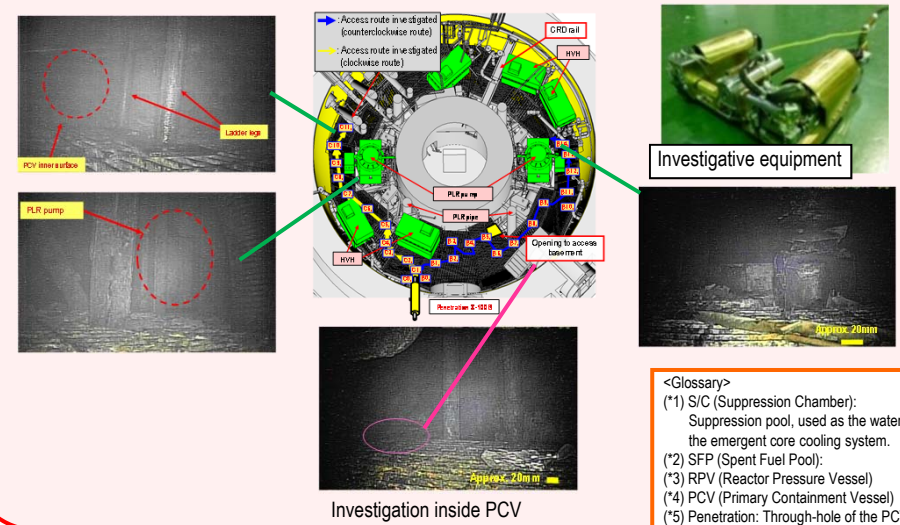 : Access route investigated
(counterclockwise route)
: Access route investigated
(clockwise route)
CRD rail
HVH
Ladder legs
PCV inner surface
PLR pump
PLR pump
PLR pipe
HVH
Opening to access
basement
Penetration X-100B
Investigative equipment
Approx. 20mm
Approx. 20mm
Investigation inside PCV
<Glossary>
(*1) S/C (Suppression Chamber):
Suppression pool, used as the water
the emergent core cooling system.
(*2) SFP (Spent Fuel Pool):
(*3) RPV (Reactor Pressure Vessel)
(*4) PCV (Primary Containment Vessel)
(*5) Penetration: Through-hole of the PC